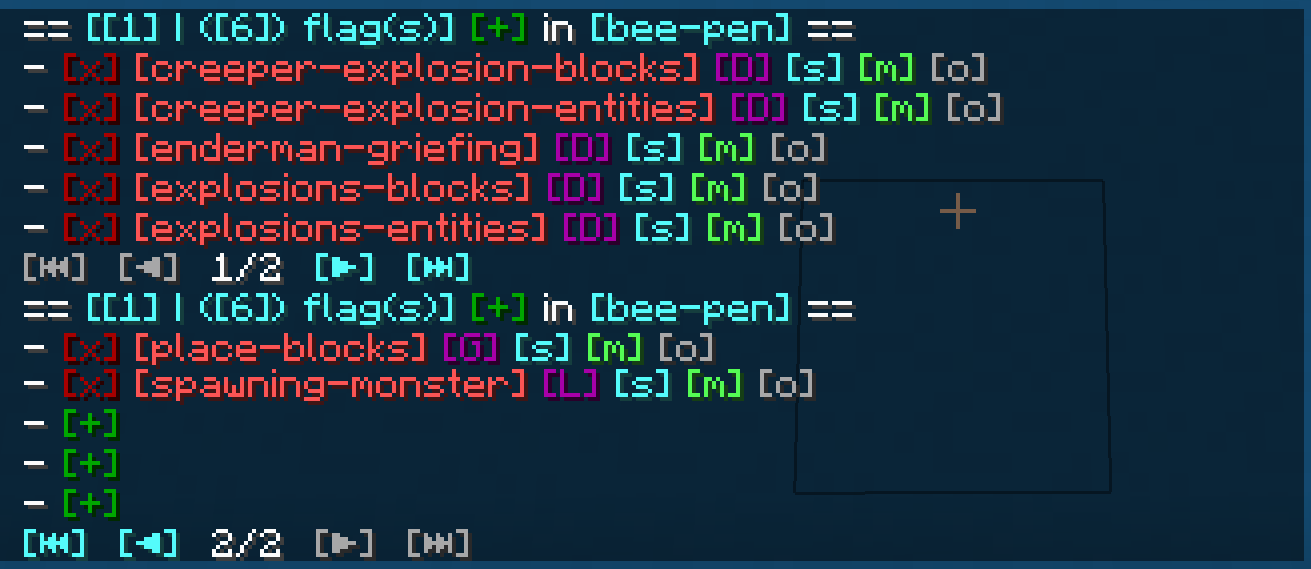 == [[1] | ([6]) flag(s)] [+] in [bee-pen] ==
- [x] [creeper-explosion-blocks] [D] [s] [m] [o]
- [x] [creeper-explosion-entities] [D] [s] [m] [o]
- [x] [enderman-griefing] [D] [s] [m] [o]
- [x] [explosions-blocks] [D] [s] [m] [o]
- [x] [explosions-entities] [D] [s] [m] [o]
[⏮] [◀] 1/2 [▶] [⏭]
== [[1] | ([6]) flag(s)] [+] in [bee-pen] ==
- [x] [place-blocks] [G] [s] [m] [o]
- [x] [spawning-monster] [L] [s] [m] [o]
- [+]
- [+]
- [+]
[⏮] [◀] 2/2 [▶] [⏭]